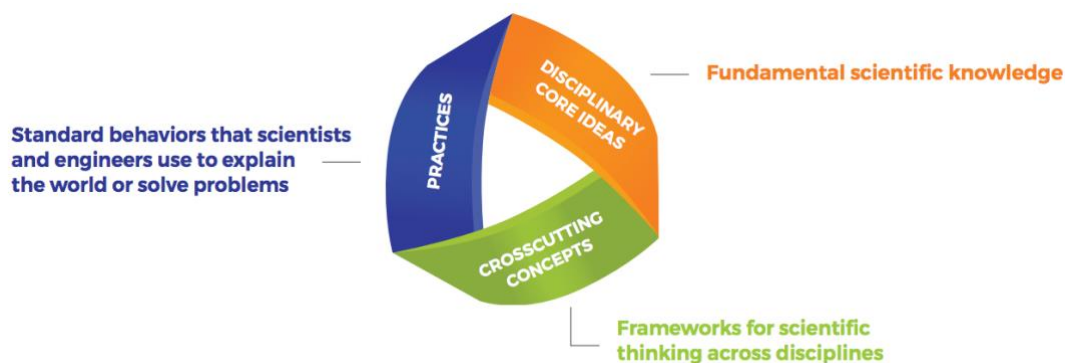 DISCIPLINARY
CORE IDEAS
Fundamental scientific knowledge
PRACTICES
Standard behaviors that scientists
and engineers use to explain
the world or solve problems
CROSSCUTTING
CONCEPTS
Frameworks for scientific
thinking across disciplines